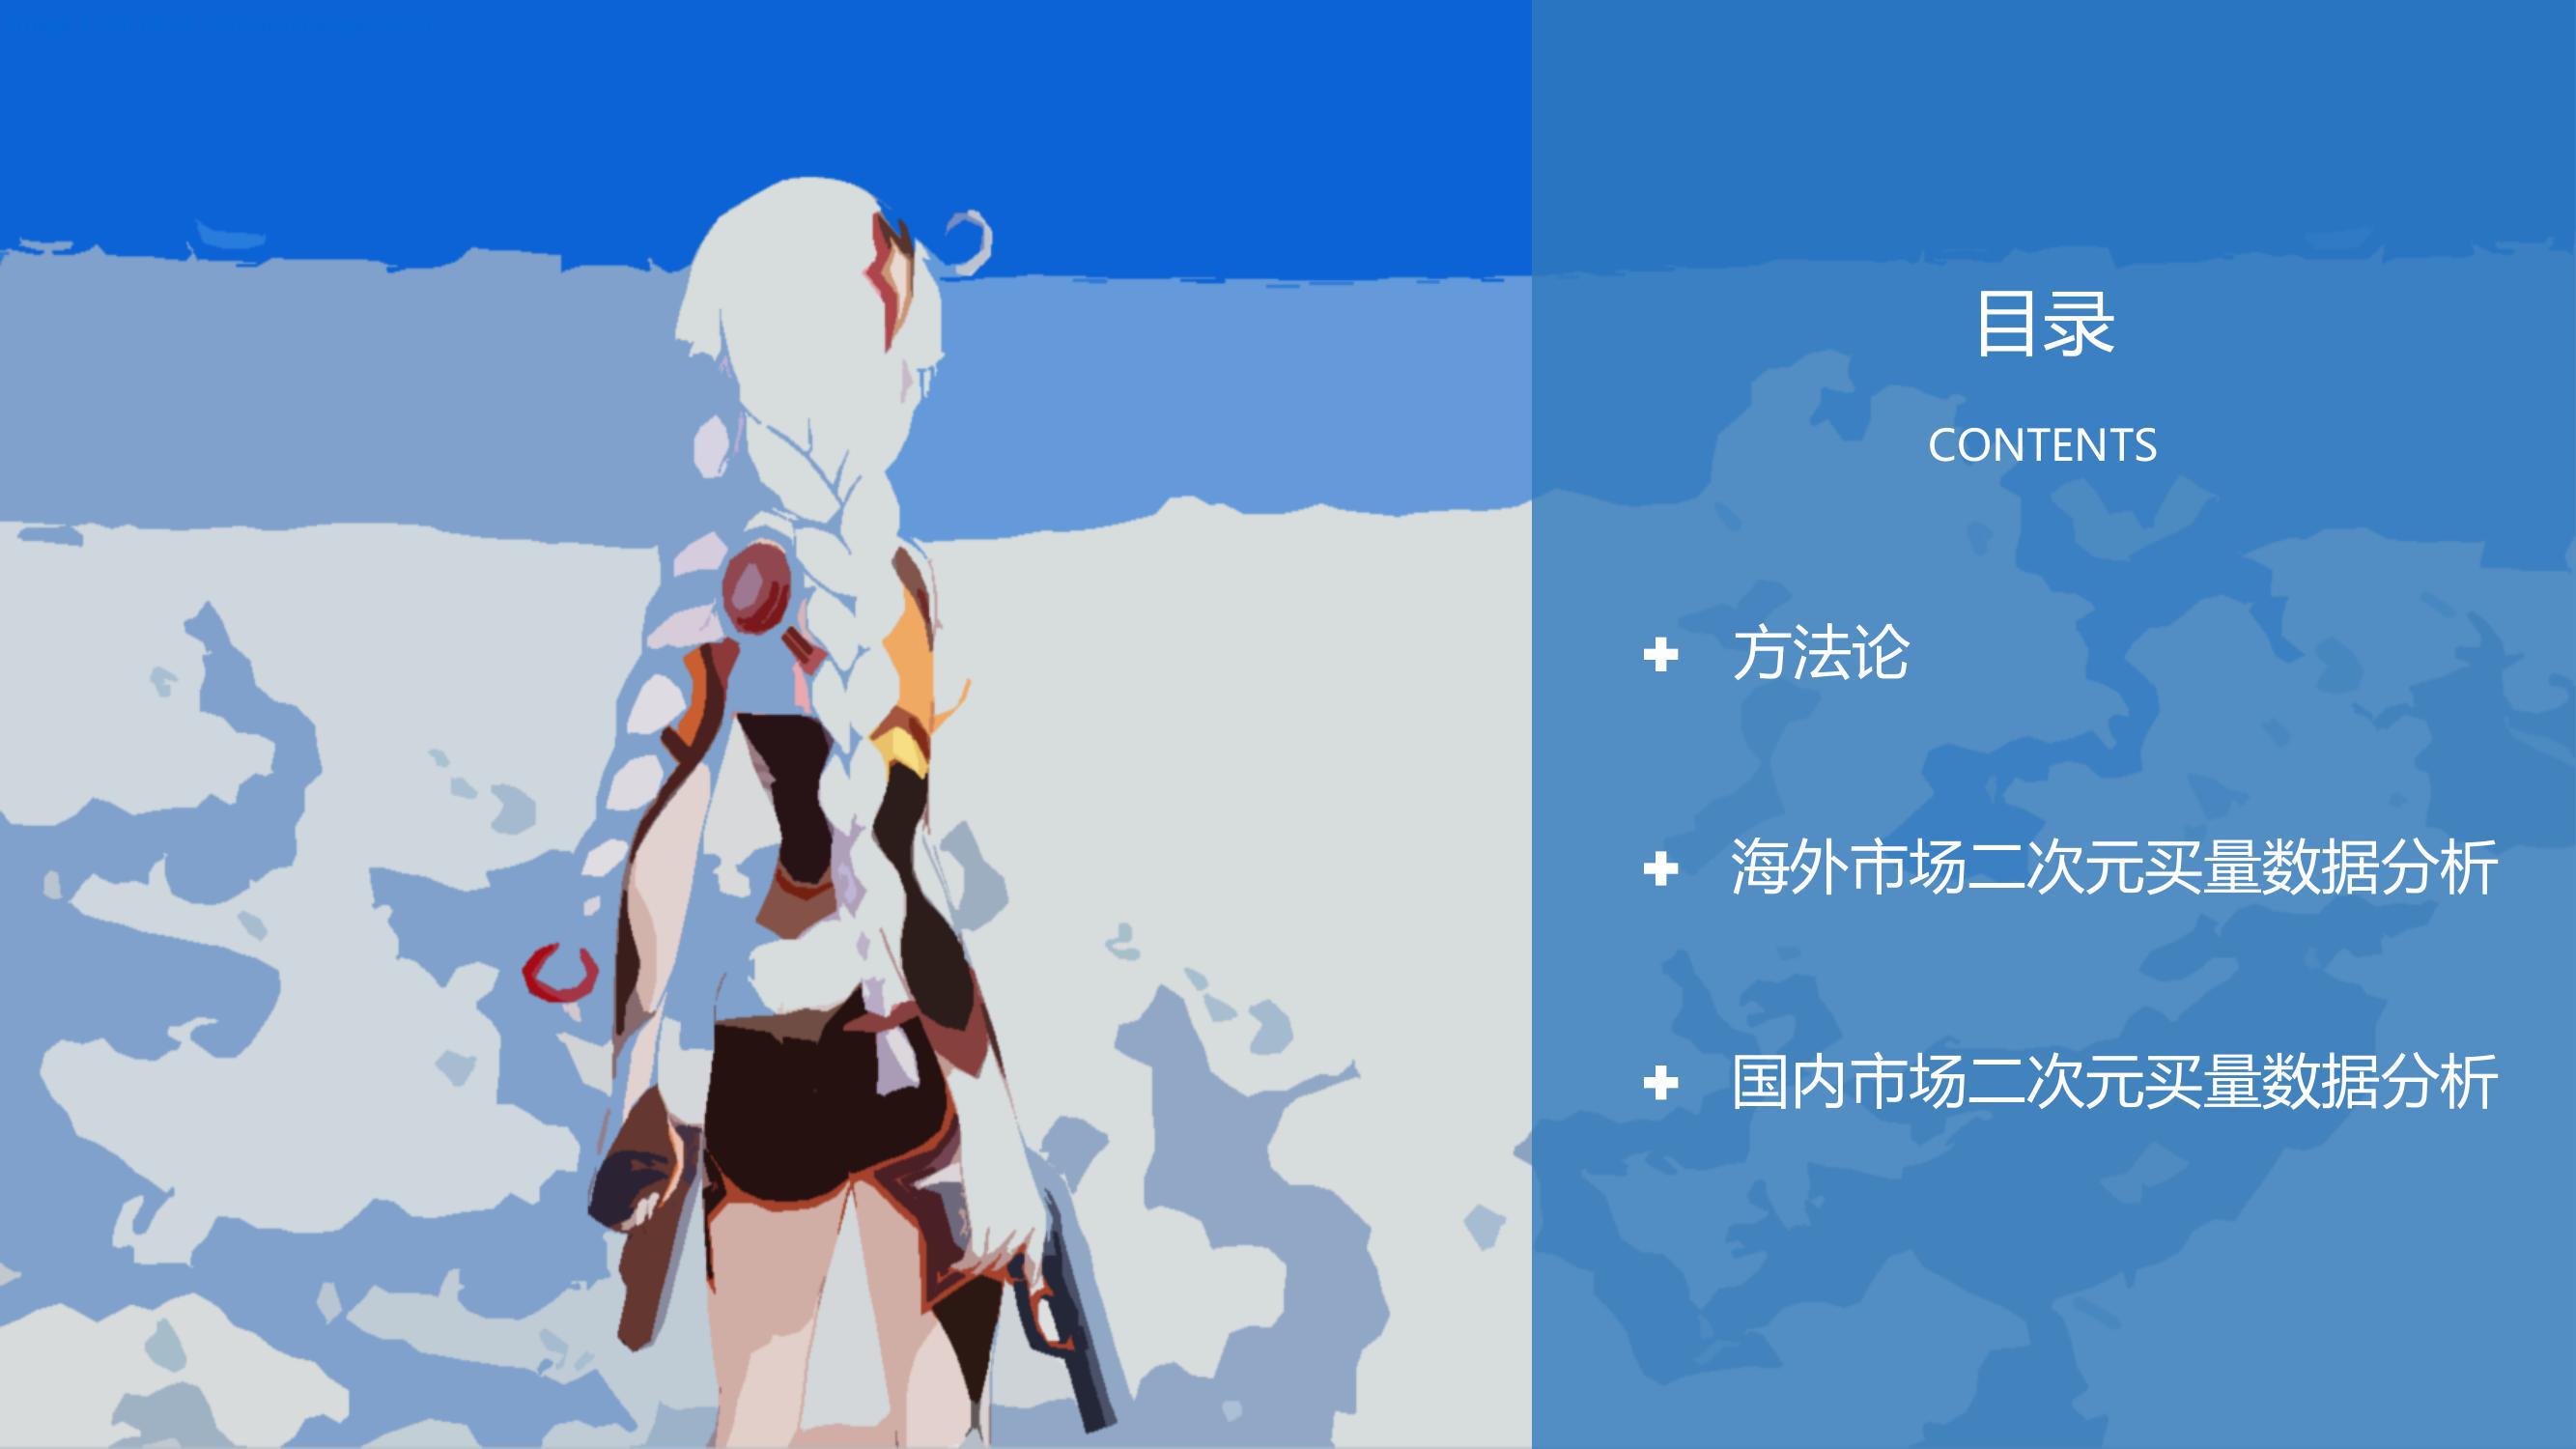 目录
CONTENTS
方法论
海外市场二次元买量数据分析
国内市场二次元买量数据分析